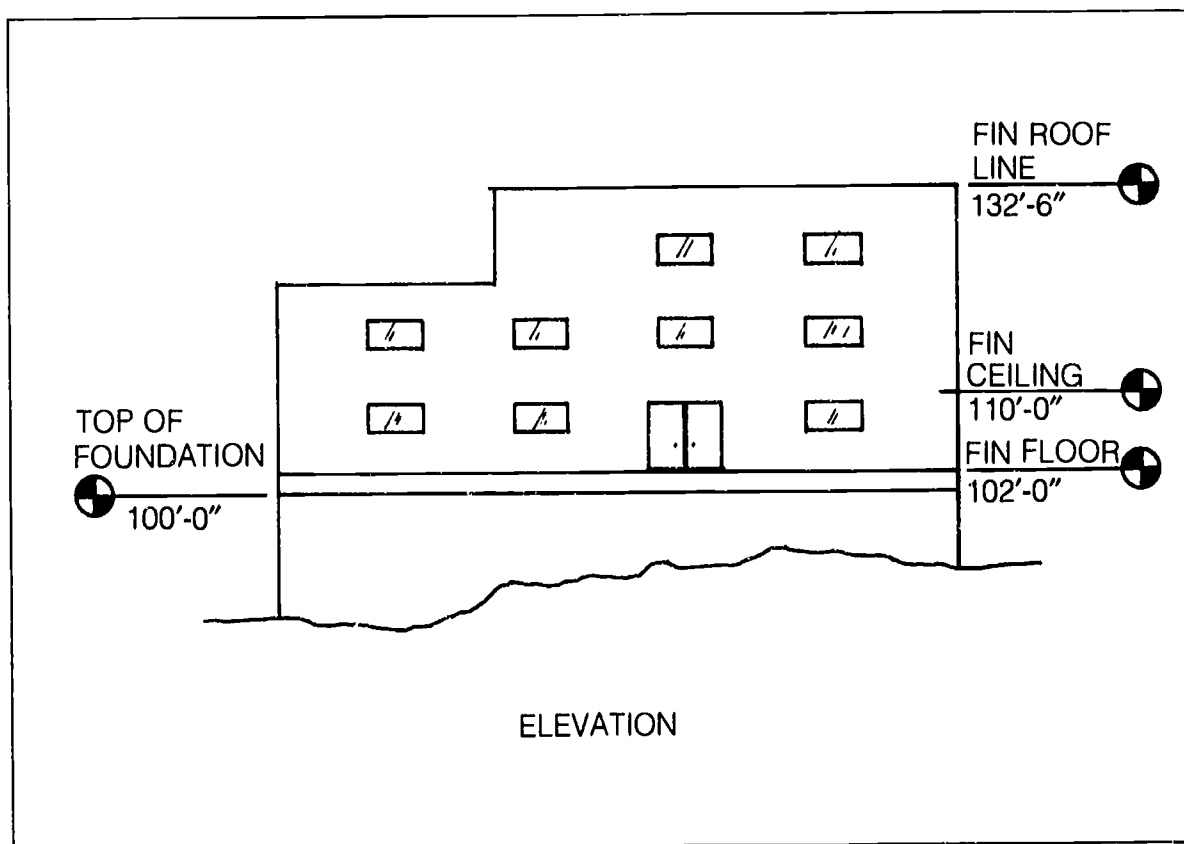 FIN ROOF
LINE
132'-6"
FIN
CEILING
110'-0"
TOP OF
FOUNDATION
100'-0"
FIN FLOOR
102'-0"
ELEVATION